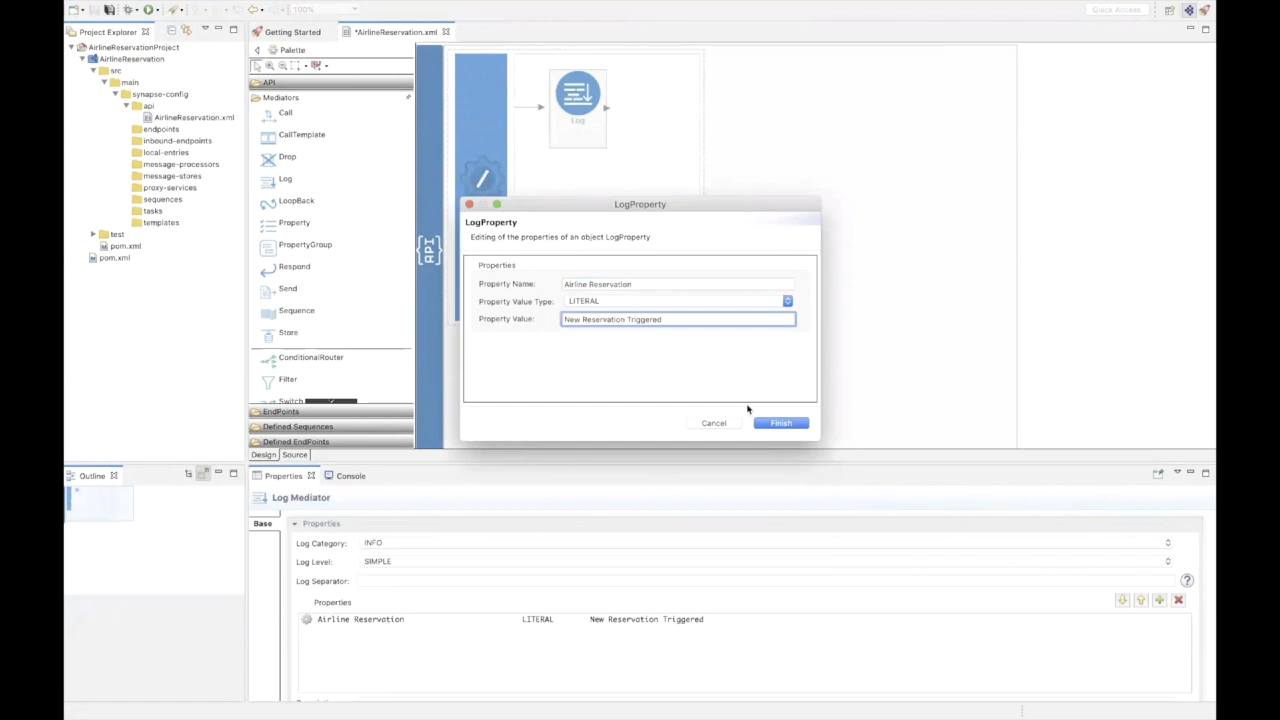 100%
Quick Access
Project Explorer
Getting Started
*AirlineReservation.xml
AirlineReservationProject
AirlineReservation
src
main
synapse-config
api
AirlineReservation.xml
endpoints
inbound-endpoints
local-entries
message-processors
message-stores
proxy-services
sequences
tasks
templates
test
pom.xml
pom.xml
Palette
API
Mediators
Call
CallTemplate
Drop
Log
LoopBack
Property
PropertyGroup
Respond
Send
Sequence
Store
ConditionalRouter
Filter
Switch
EndPoints
Defined Sequences
Defined EndPoints
Design
Source
{API}
Log
LogProperty
LogProperty
Editing of the properties of an object LogProperty
Properties
Property Name: Airline Reservation
Property Value Type: LITERAL
Property Value: New Reservation Triggered
Cancel
Finish
Outline
Properties
Console
Log Mediator
Base
Properties
Log Category: INFO
Log Level: SIMPLE
Log Separator:
Properties
Airline Reservation LITERAL New Reservation Triggered